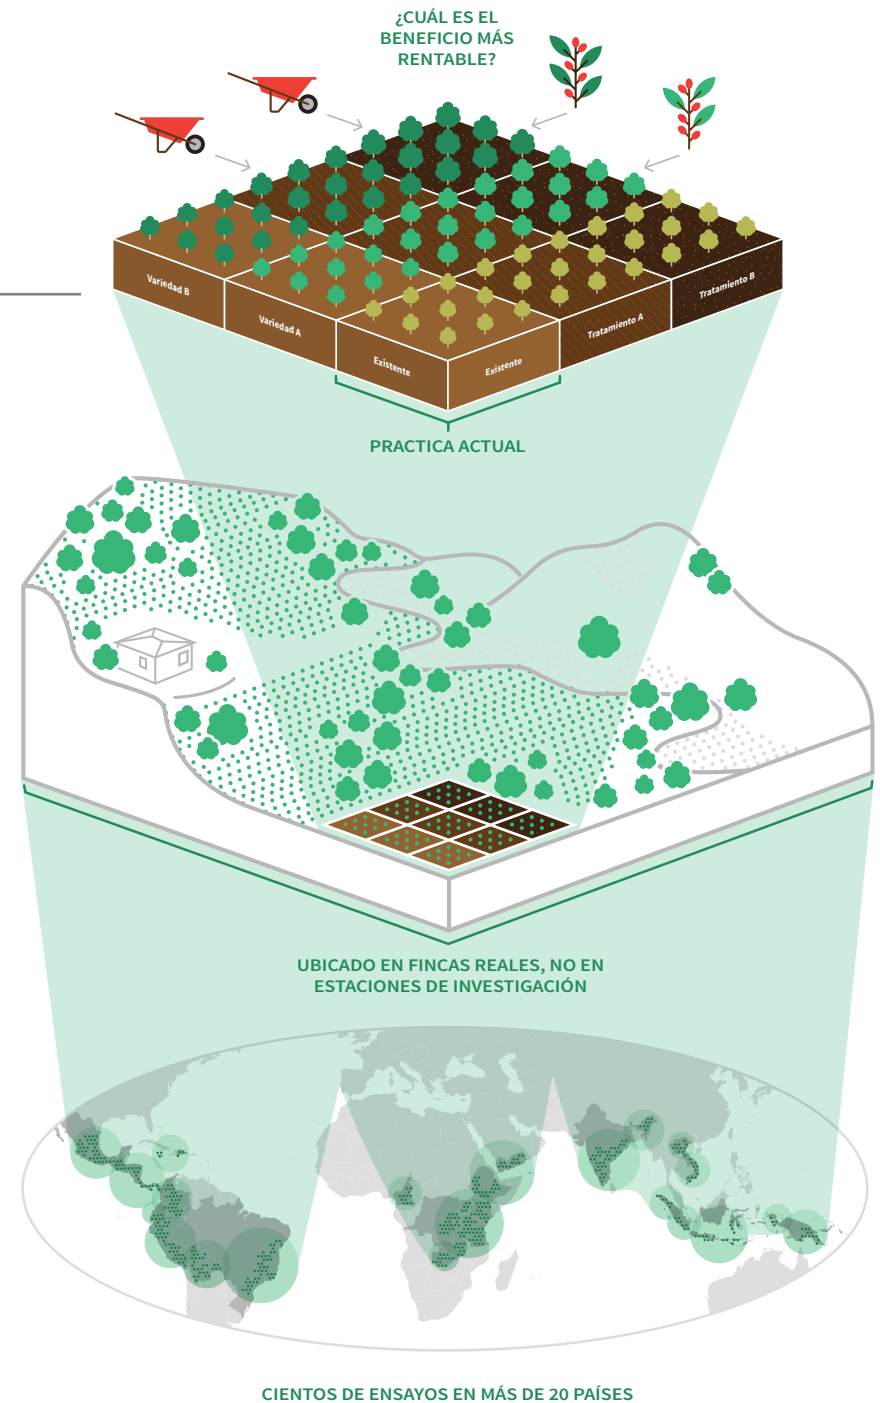 ¿CUÁL ES EL
BENEFICIO MÁS
RENTABLE?
Variedad B
Variedad A
Existente
Existente
Tratamiento A
Tratamiento B
PRACTICA ACTUAL
UBICADO EN FINCAS REALES, NO EN
ESTACIONES DE INVESTIGACIÓN
CIENTOS DE ENSAYOS EN MÁS DE 20 PAÍSES